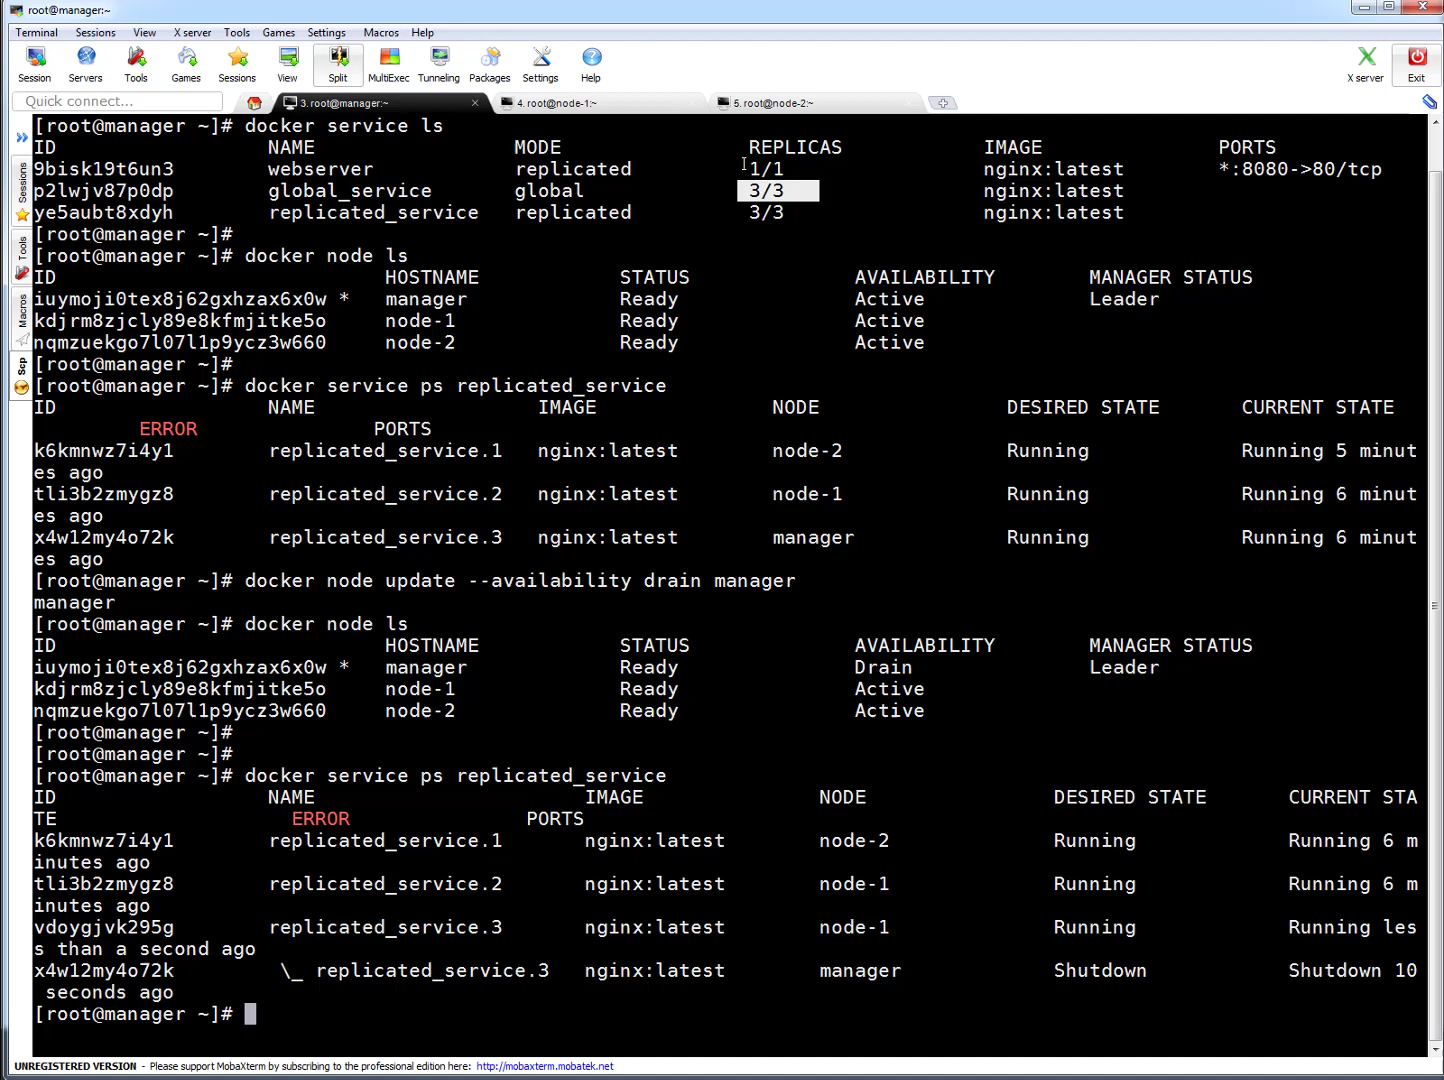 root@manager:~
Terminal Sessions View X server Tools Games Settings Macros Help
Session Servers Tools Games Sessions View Split MultiExec Tunneling Packages Settings Help X server Exit
Quick connect... 3. root@manager:~ 4. root@node-1:~ 5. root@node-2:~
Sessions
Tools
Macros
Scp
[root@manager ~]# docker service ls
ID NAME MODE REPLICAS IMAGE PORTS
9bisk19t6un3 webserver replicated 1/1 nginx:latest *:8080->80/tcp
p2lwjv87p0dp global_service global 3/3 nginx:latest
ye5aubt8xdyh replicated_service replicated 3/3 nginx:latest
[root@manager ~]#
[root@manager ~]# docker node ls
ID HOSTNAME STATUS AVAILABILITY MANAGER STATUS
iuymoji0tex8j62gxhzax6x0w * manager Ready Active Leader
kdjrm8zjcly89e8kfmjitke5o node-1 Ready Active
nqmzuekgo7l07l1p9ycz3w660 node-2 Ready Active
[root@manager ~]#
[root@manager ~]# docker service ps replicated_service
ID NAME IMAGE NODE DESIRED STATE CURRENT STATE
ERROR PORTS
k6kmnwz7i4y1 replicated_service.1 nginx:latest node-2 Running Running 5 minut
es ago
tli3b2zmygz8 replicated_service.2 nginx:latest node-1 Running Running 6 minut
es ago
x4w12my4o72k replicated_service.3 nginx:latest manager Running Running 6 minut
es ago
[root@manager ~]# docker node update --availability drain manager
manager
[root@manager ~]# docker node ls
ID HOSTNAME STATUS AVAILABILITY MANAGER STATUS
iuymoji0tex8j62gxhzax6x0w * manager Ready Drain Leader
kdjrm8zjcly89e8kfmjitke5o node-1 Ready Active
nqmzuekgo7l07l1p9ycz3w660 node-2 Ready Active
[root@manager ~]#
[root@manager ~]#
[root@manager ~]# docker service ps replicated_service
ID NAME IMAGE NODE DESIRED STATE CURRENT STA
TE ERROR PORTS
k6kmnwz7i4y1 replicated_service.1 nginx:latest node-2 Running Running 6 m
inutes ago
tli3b2zmygz8 replicated_service.2 nginx:latest node-1 Running Running 6 m
inutes ago
vdoygjvk295g replicated_service.3 nginx:latest node-1 Running Running les
s than a second ago
x4w12my4o72k \_ replicated_service.3 nginx:latest manager Shutdown Shutdown 10
seconds ago
[root@manager ~]#
UNREGISTERED VERSION - Please support MobaXterm by subscribing to the professional edition here: http://mobaxterm.mobatek.net